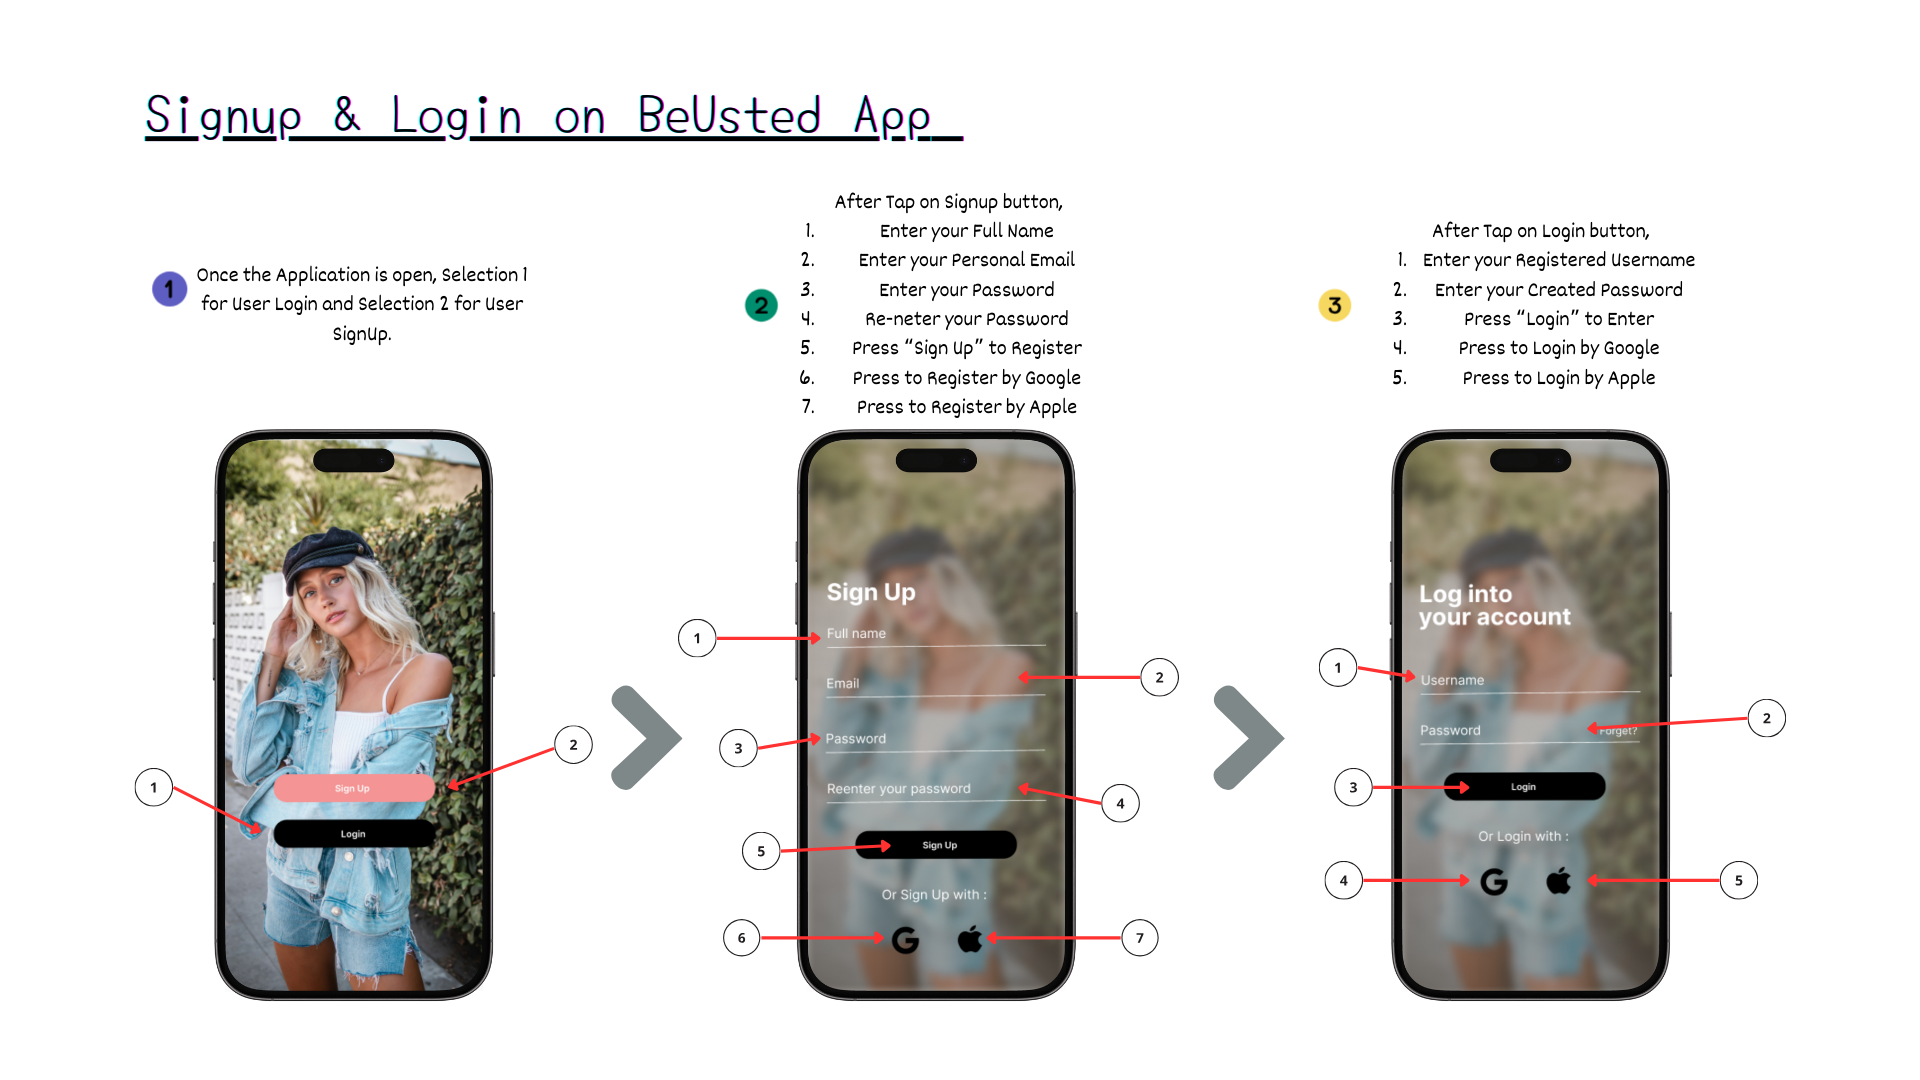 Signup & Login on BeUsted App
1
Once the Application is open, Selection 1
for User Login and Selection 2 for User
SignUp.
2
After Tap on Signup button,
1. Enter your Full Name
2. Enter your Personal Email
3. Enter your Password
4. Re-neter your Password
5. Press “Sign Up” to Register
6. Press to Register by Google
7. Press to Register by Apple
3
After Tap on Login button,
1. Enter your Registered Username
2. Enter your Created Password
3. Press “Login” to Enter
4. Press to Login by Google
5. Press to Login by Apple
2
1
Sign Up
Login
Sign Up
1
Full name
Email
2
3
Password
Reenter your password
4
5
Sign Up
Or Sign Up with :
6
G
7
Log into
your account
1
Username
2
Password
Forget?
3
Login
Or Login with :
4
G
5